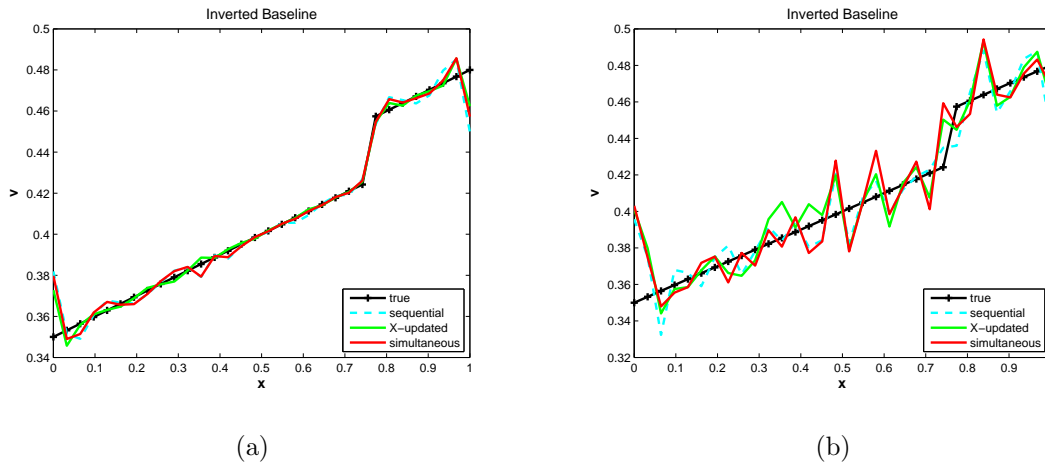 Inverted Baseline
0.5
0.48
0.46
0.44
0.42
0.4
0.38
0.36
0.34
v
0 0.1 0.2 0.3 0.4 0.5 0.6 0.7 0.8 0.9 1
x
true
sequential
X-updated
simultaneous
(a)
Inverted Baseline
0.5
0.48
0.46
0.44
0.42
0.4
0.38
0.36
0.34
0.32
v
0 0.1 0.2 0.3 0.4 0.5 0.6 0.7 0.8 0.9
x
true
sequential
X-updated
simultaneous
(b)